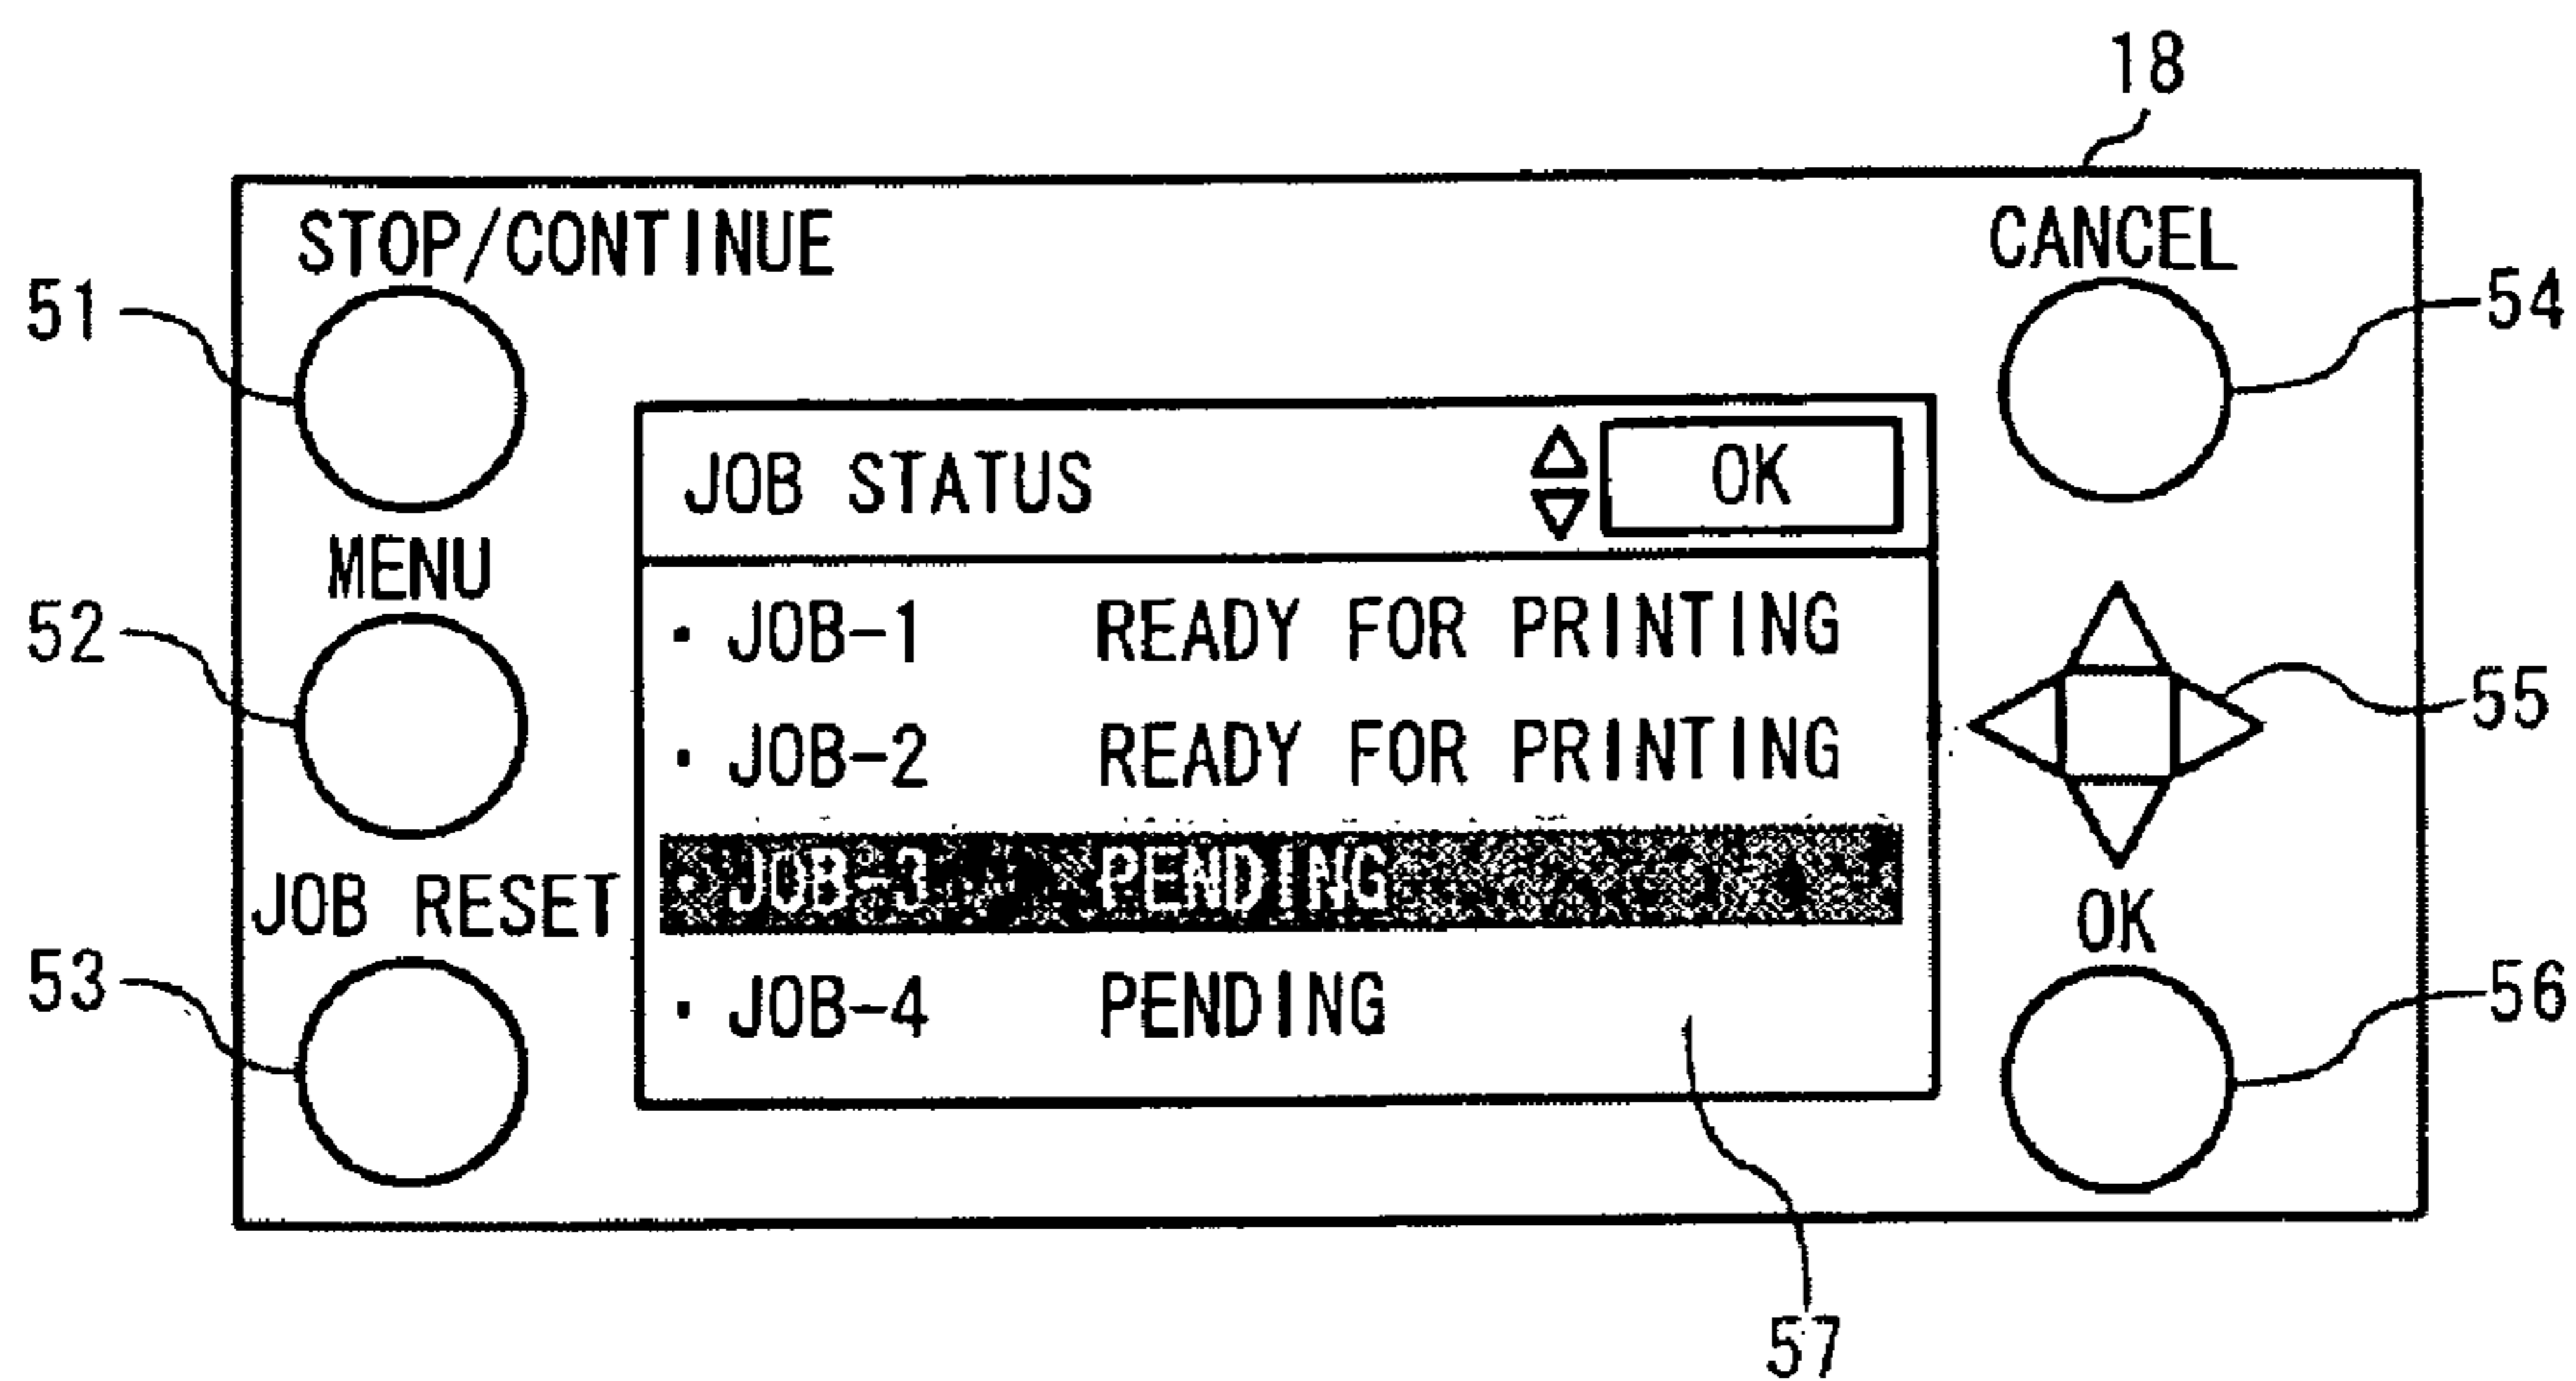 18
STOP/CONTINUE
CANCEL
51
54
JOB STATUS
OK
MENU
52
JOB-1 READY FOR PRINTING
55
JOB-2 READY FOR PRINTING
JOB-3 PENDING
JOB RESET
OK
53
56
JOB-4 PENDING
57